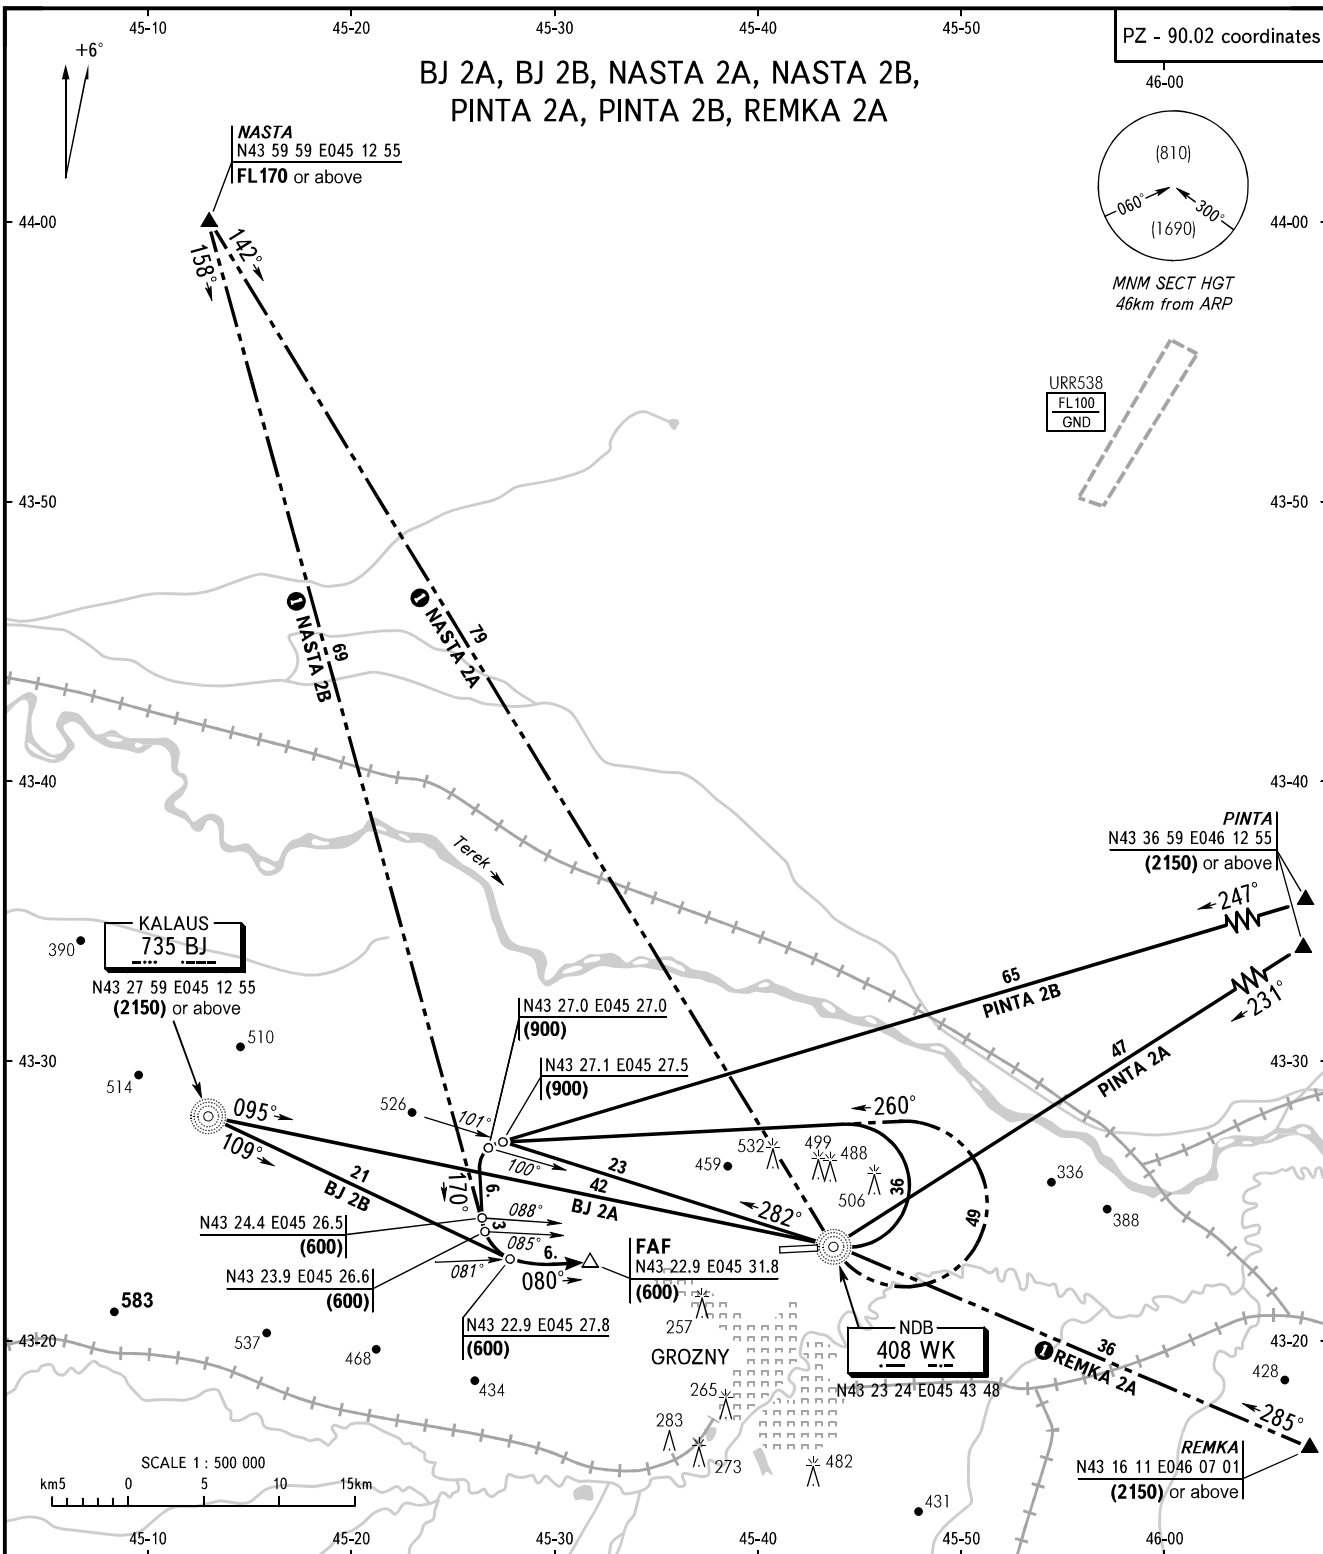 45-10
45-20
45-30
45-40
45-50
PZ - 90.02 coordinates
46-00
+6°
BJ 2A, BJ 2B, NASTA 2A, NASTA 2B,
PINTA 2A, PINTA 2B, REMKA 2A
NASTA
N43 59 59 E045 12 55
FL170 or above
(810)
060°
300°
(1690)
MNM SECT HGT
46km from ARP
44-00
44-00
142°
158°
URR538
FL100
GND
43-50
43-50
1 NASTA 2B
69
1 NASTA 2A
79
43-40
43-40
Terek
PINTA
N43 36 59 E046 12 55
(2150) or above
247°
65
PINTA 2B
231°
47
PINTA 2A
KALAUS
735 BJ
390
N43 27 59 E045 12 55
(2150) or above
N43 27.0 E045 27.0
(900)
N43 27.1 E045 27.5
(900)
510
514
43-30
43-30
526
101°
100°
095°
109°
260°
532
499
488
459
506
336
388
23
42
BJ 2A
21
BJ 2B
36
49
282°
170°
6.
088°
3
085°
6.
081°
080°
N43 24.4 E045 26.5
(600)
N43 23.9 E045 26.6
(600)
FAF
N43 22.9 E045 31.8
(600)
N43 22.9 E045 27.8
(600)
583
537
468
434
257
GROZNY
265
283
273
482
431
428
NDB
408 WK
N43 23 24 E045 43 48
43-20
43-20
36
1 REMKA 2A
285°
REMKA
N43 16 11 E046 07 01
(2150) or above
SCALE 1 : 500 000
km5 0 5 10 15km
45-10
45-20
45-30
45-40
45-50
46-00